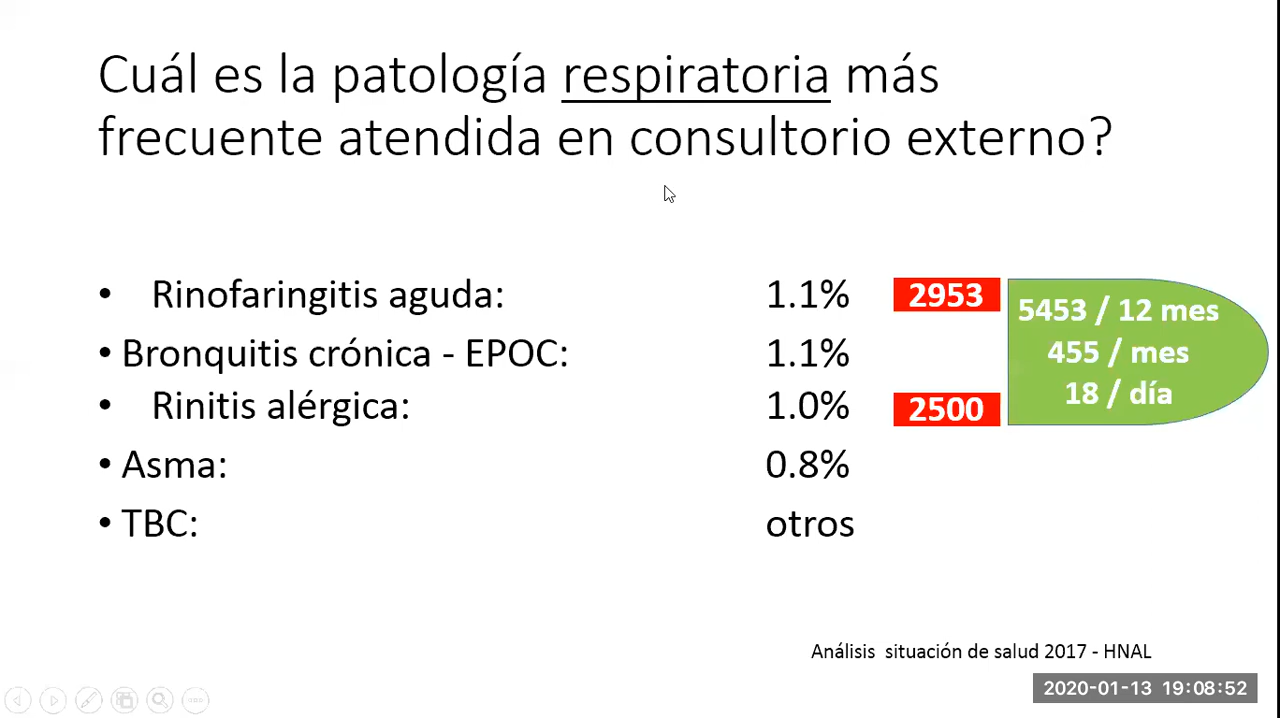 Cuál es la patología respiratoria más
frecuente atendida en consultorio externo?
• Rinofaringitis aguda: 1.1% 2953
• Bronquitis crónica - EPOC: 1.1%
• Rinitis alérgica: 1.0% 2500
• Asma: 0.8%
• TBC: otros
5453 / 12 mes
455 / mes
18 / día
Análisis situación de salud 2017 - HNAL
2020-01-13 19:08:52